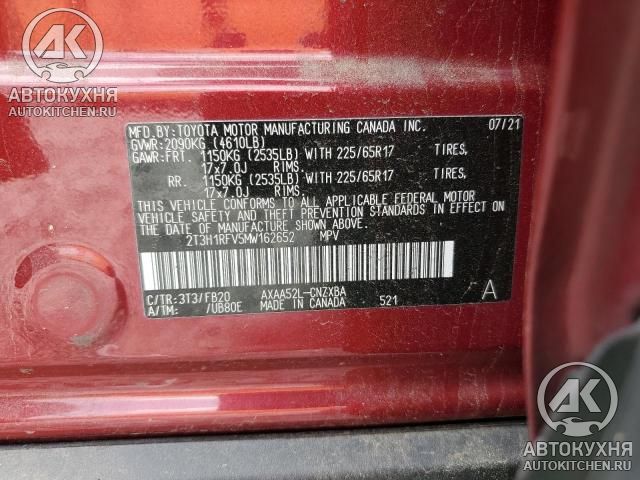 AK
АВТОКУХНЯ
AUTOKITCHEN.RU
MFD. BY: TOYOTA MOTOR MANUFACTURING CANADA INC. 07/21
GVWR: 2090KG (4610LB)
GAWR: FRT. 1150KG (2535LB) WITH 225/65R17 TIRES,
17x7.0J RIMS.
RR. 1150KG (2535LB) WITH 225/65R17 TIRES,
17x7.0J RIMS.
THIS VEHICLE CONFORMS TO ALL APPLICABLE FEDERAL MOTOR
VEHICLE SAFETY AND BUMPER STANDARDS IN EFFECT ON
THE DATE OF MANUFACTURE SHOWN ABOVE.
2T3H1RFV5MW162652 MPV
C/TR: 3T3/FB20 AXAA52L-CNZXBA A
A/TM: /UB80E MADE IN CANADA 521
AK
АВТОКУХНЯ
AUTOKITCHEN.RU